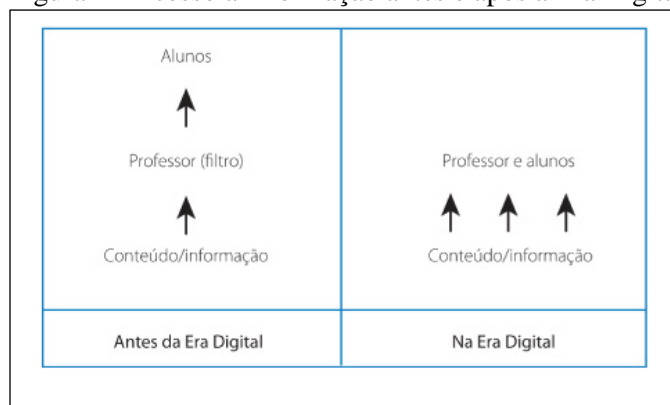 Alunos
Professor (filtro)
Conteúdo/informação
Antes da Era Digital
Professor e alunos
Conteúdo/informação
Na Era Digital